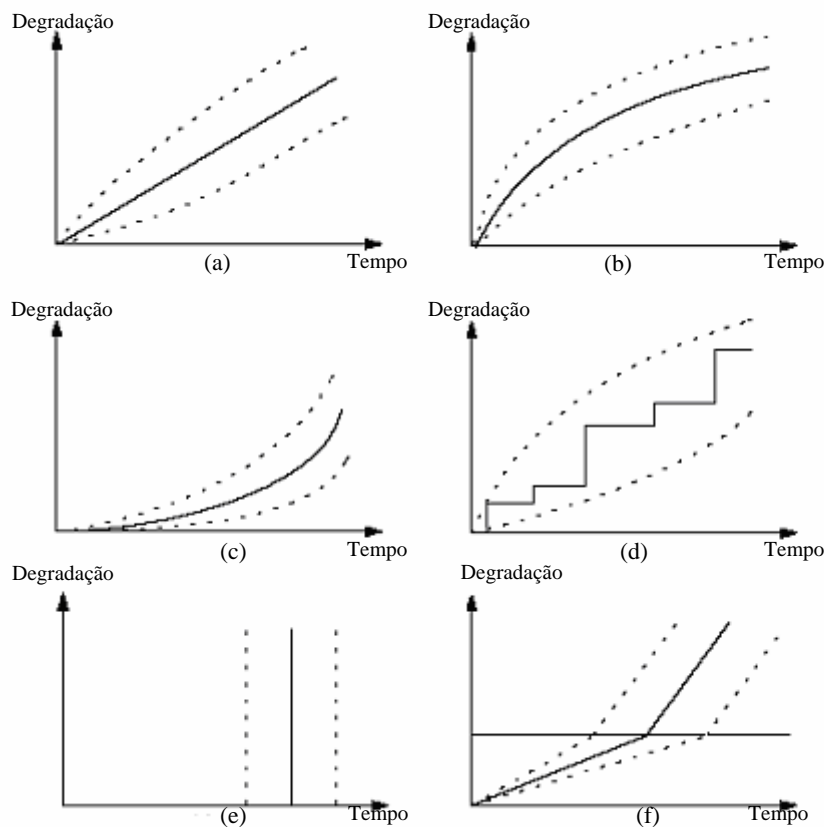 Degradação
Degradação
(a)
Tempo
(b)
Tempo
Degradação
Degradação
(c)
Tempo
(d)
Tempo
Degradação
Degradação
(e)
Tempo
(f)
Tempo